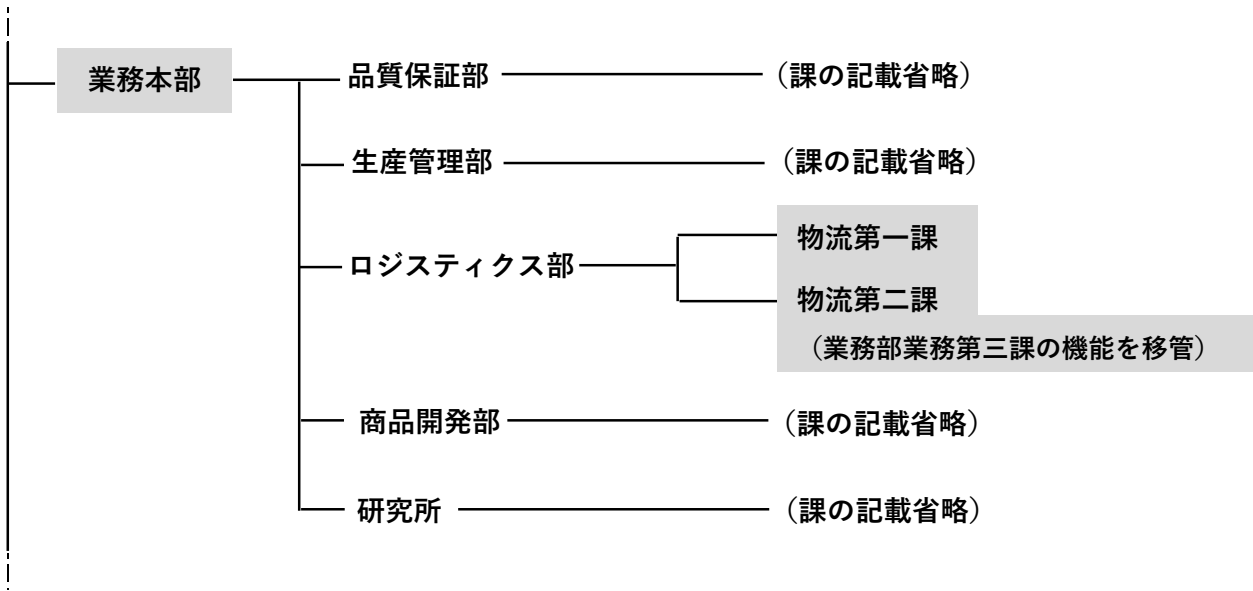 業務本部
品質保証部
（課の記載省略）
生産管理部
（課の記載省略）
ロジスティクス部
物流第一課
物流第二課
（業務部業務第三課の機能を移管）
商品開発部
（課の記載省略）
研究所
（課の記載省略）